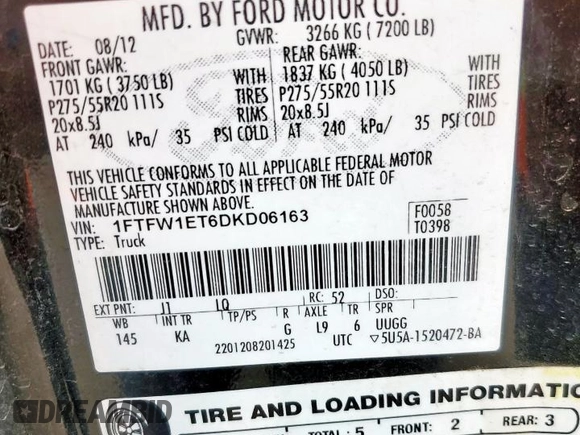 MFD. BY FORD MOTOR CO.
DATE: 08/12 GVWR: 3266 KG ( 7200 LB)
FRONT GAWR: REAR GAWR:
1701 KG ( 3750 LB) WITH 1837 KG ( 4050 LB) WITH
P275/55R20 111S TIRES P275/55R20 111S TIRES
20x8.5J RIMS 20x8.5J RIMS
AT 240 kPa/ 35 PSI COLD AT 240 kPa/ 35 PSI COLD
THIS VEHICLE CONFORMS TO ALL APPLICABLE FEDERAL MOTOR
VEHICLE SAFETY STANDARDS IN EFFECT ON THE DATE OF
MANUFACTURE SHOWN ABOVE.
VIN: 1FTFW1ET6DKD06163 F0058
TYPE: Truck T0398
EXT PNT: J1 LQ RC: 52 DSO:
WB INT TR TP/PS R AXLE TR SPR
145 KA G L9 6 UUGG
2201208201425 UTC ▽5U5A-1520472-BA
TIRE AND LOADING INFORMATIO
TOTAL: 5 FRONT: 2 REAR: 3
DREAMBID